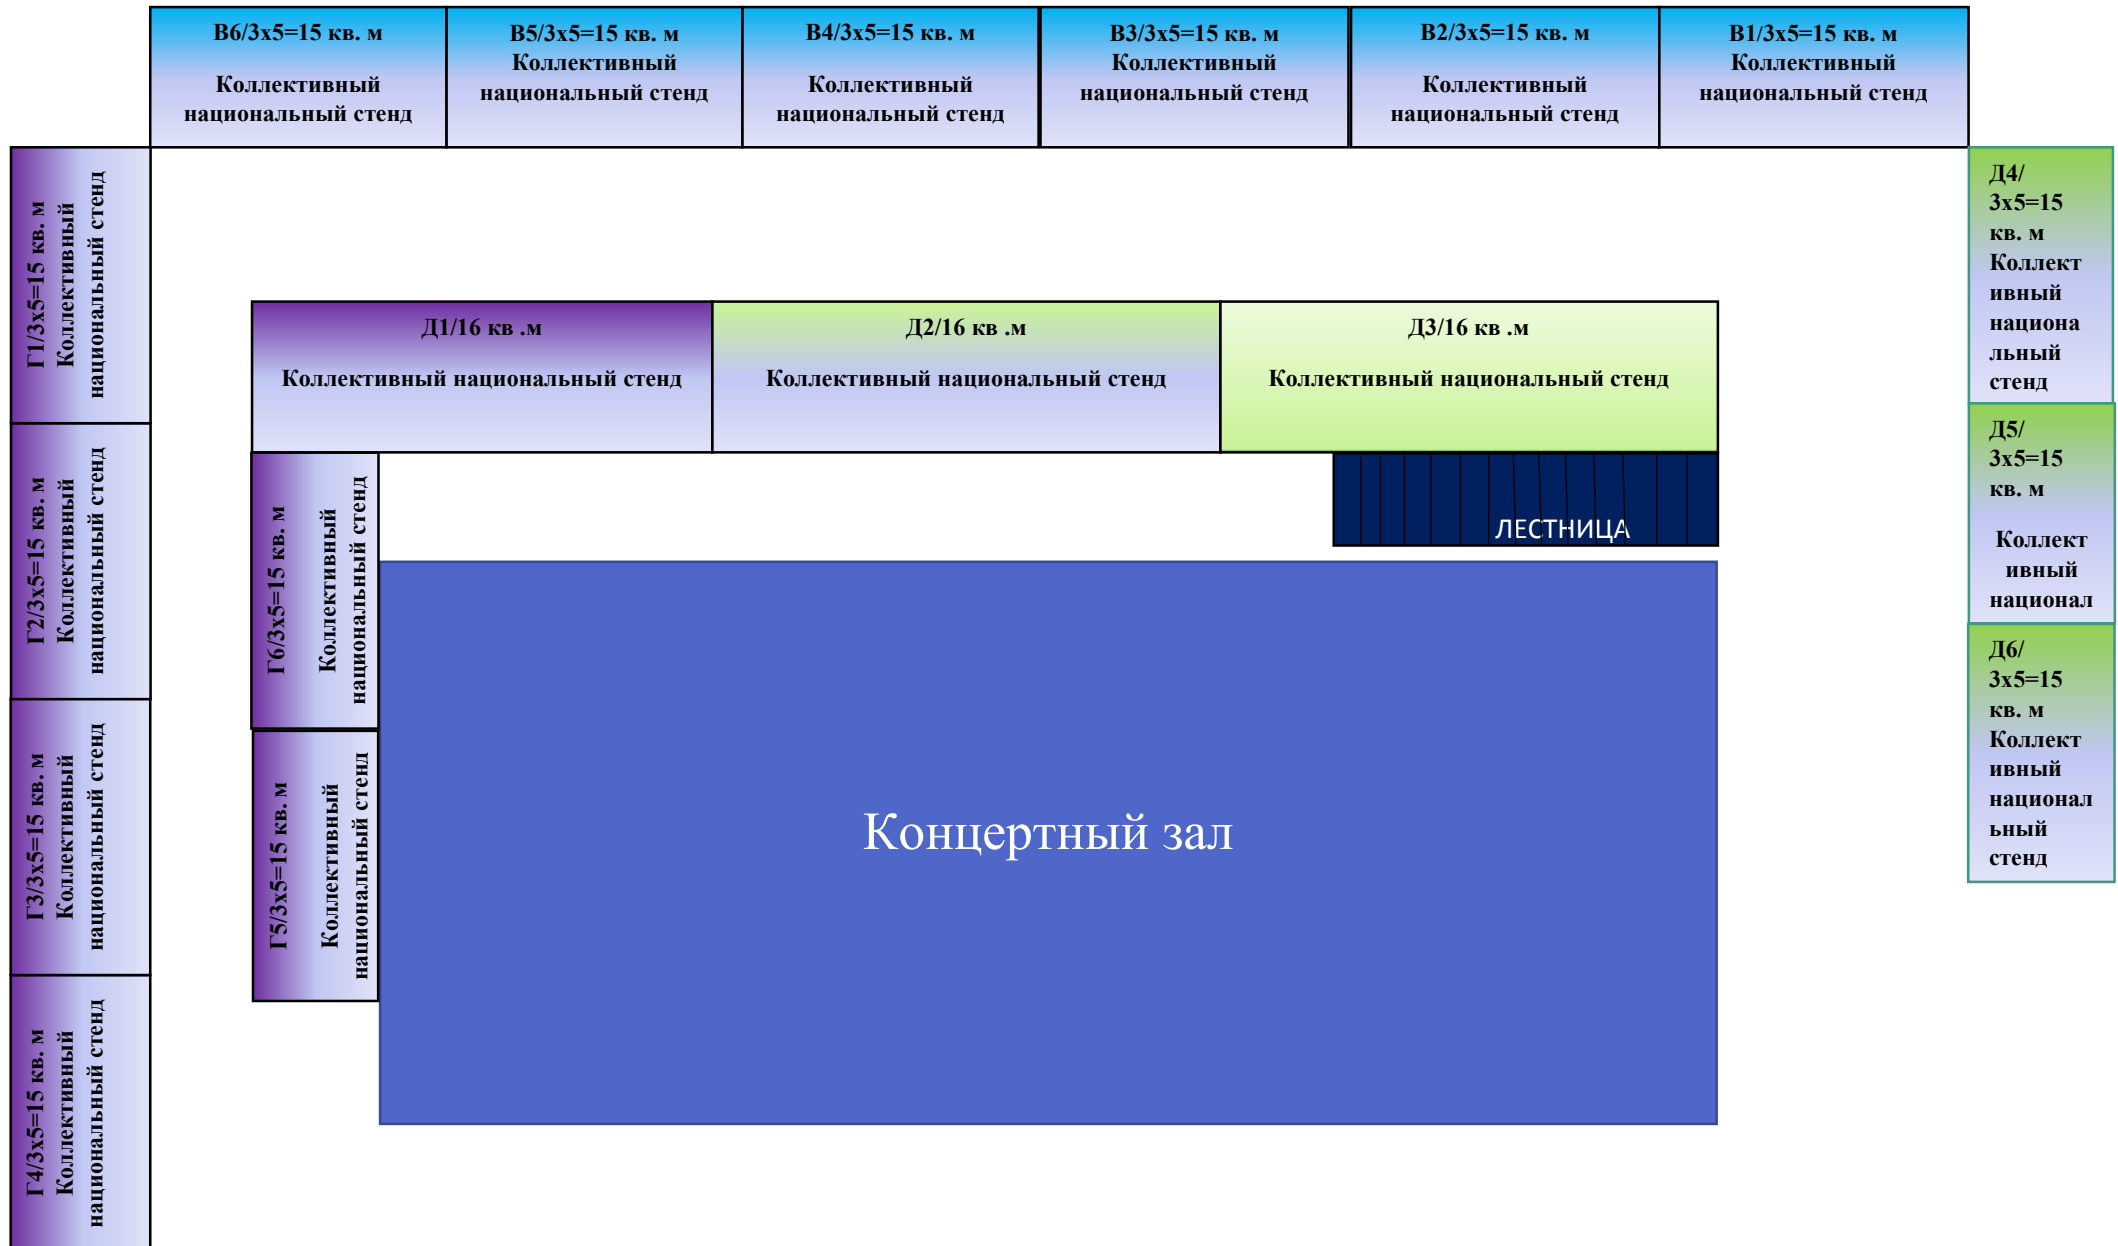 В6/3х5=15 кв. м
Коллективный
национальный стенд
В5/3х5=15 кв. м
Коллективный
национальный стенд
В4/3х5=15 кв. м
Коллективный
национальный стенд
В3/3х5=15 кв. м
Коллективный
национальный стенд
В2/3х5=15 кв. м
Коллективный
национальный стенд
В1/3х5=15 кв. м
Коллективный
национальный стенд
Г1/3х5=15 кв. м
Коллективный
национальный стенд
Г2/3х5=15 кв. м
Коллективный
национальный стенд
Г3/3х5=15 кв. м
Коллективный
национальный стенд
Г4/3х5=15 кв. м
Коллективный
национальный стенд
Д1/16 кв .м
Коллективный национальный стенд
Д2/16 кв .м
Коллективный национальный стенд
Д3/16 кв .м
Коллективный национальный стенд
Г6/3х5=15 кв. м
Коллективный
национальный стенд
Г5/3х5=15 кв. м
Коллективный
национальный стенд
ЛЕСТНИЦА
Концертный зал
Д4/
3х5=15
кв. м
Коллект
ивный
национа
льный
стенд
Д5/
3х5=15
кв. м
Коллект
ивный
национал
Д6/
3х5=15
кв. м
Коллект
ивный
национал
ьный
стенд